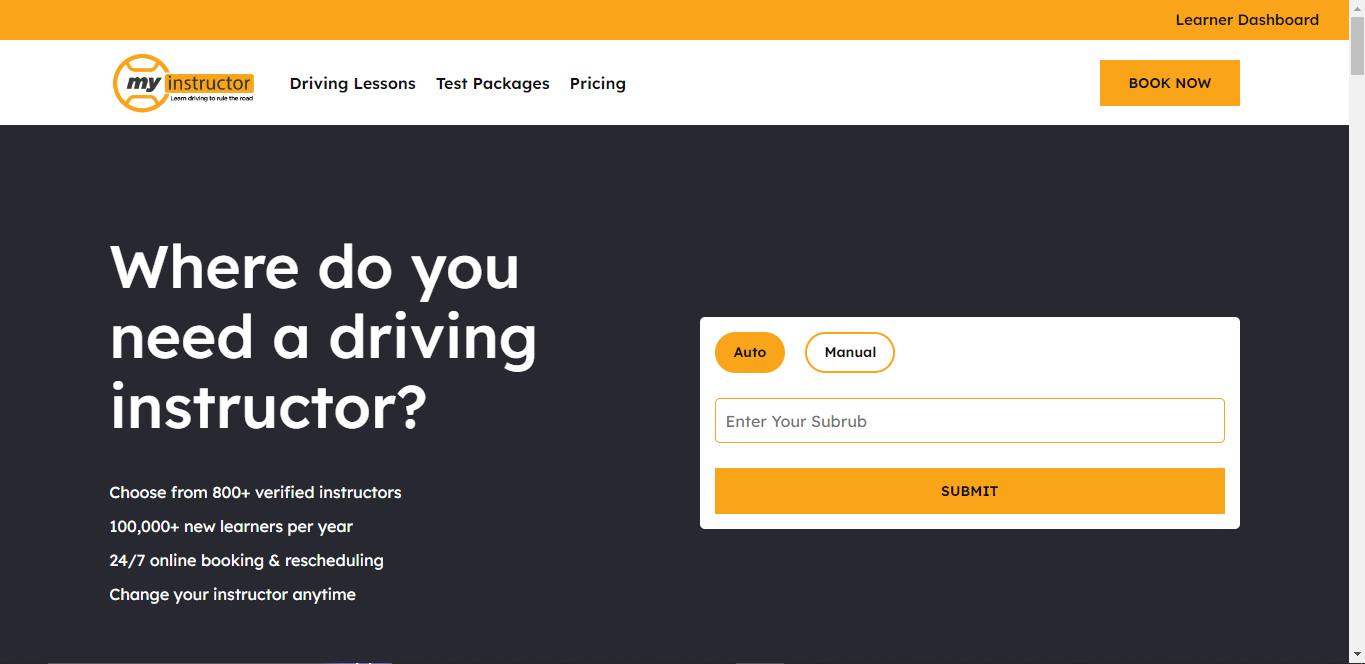 Learner Dashboard
my instructor
Learn driving to rule the road
Driving Lessons
Test Packages
Pricing
BOOK NOW
Where do you
need a driving
instructor?
Choose from 800+ verified instructors
100,000+ new learners per year
24/7 online booking & rescheduling
Change your instructor anytime
Auto
Manual
Enter Your Subrub
SUBMIT